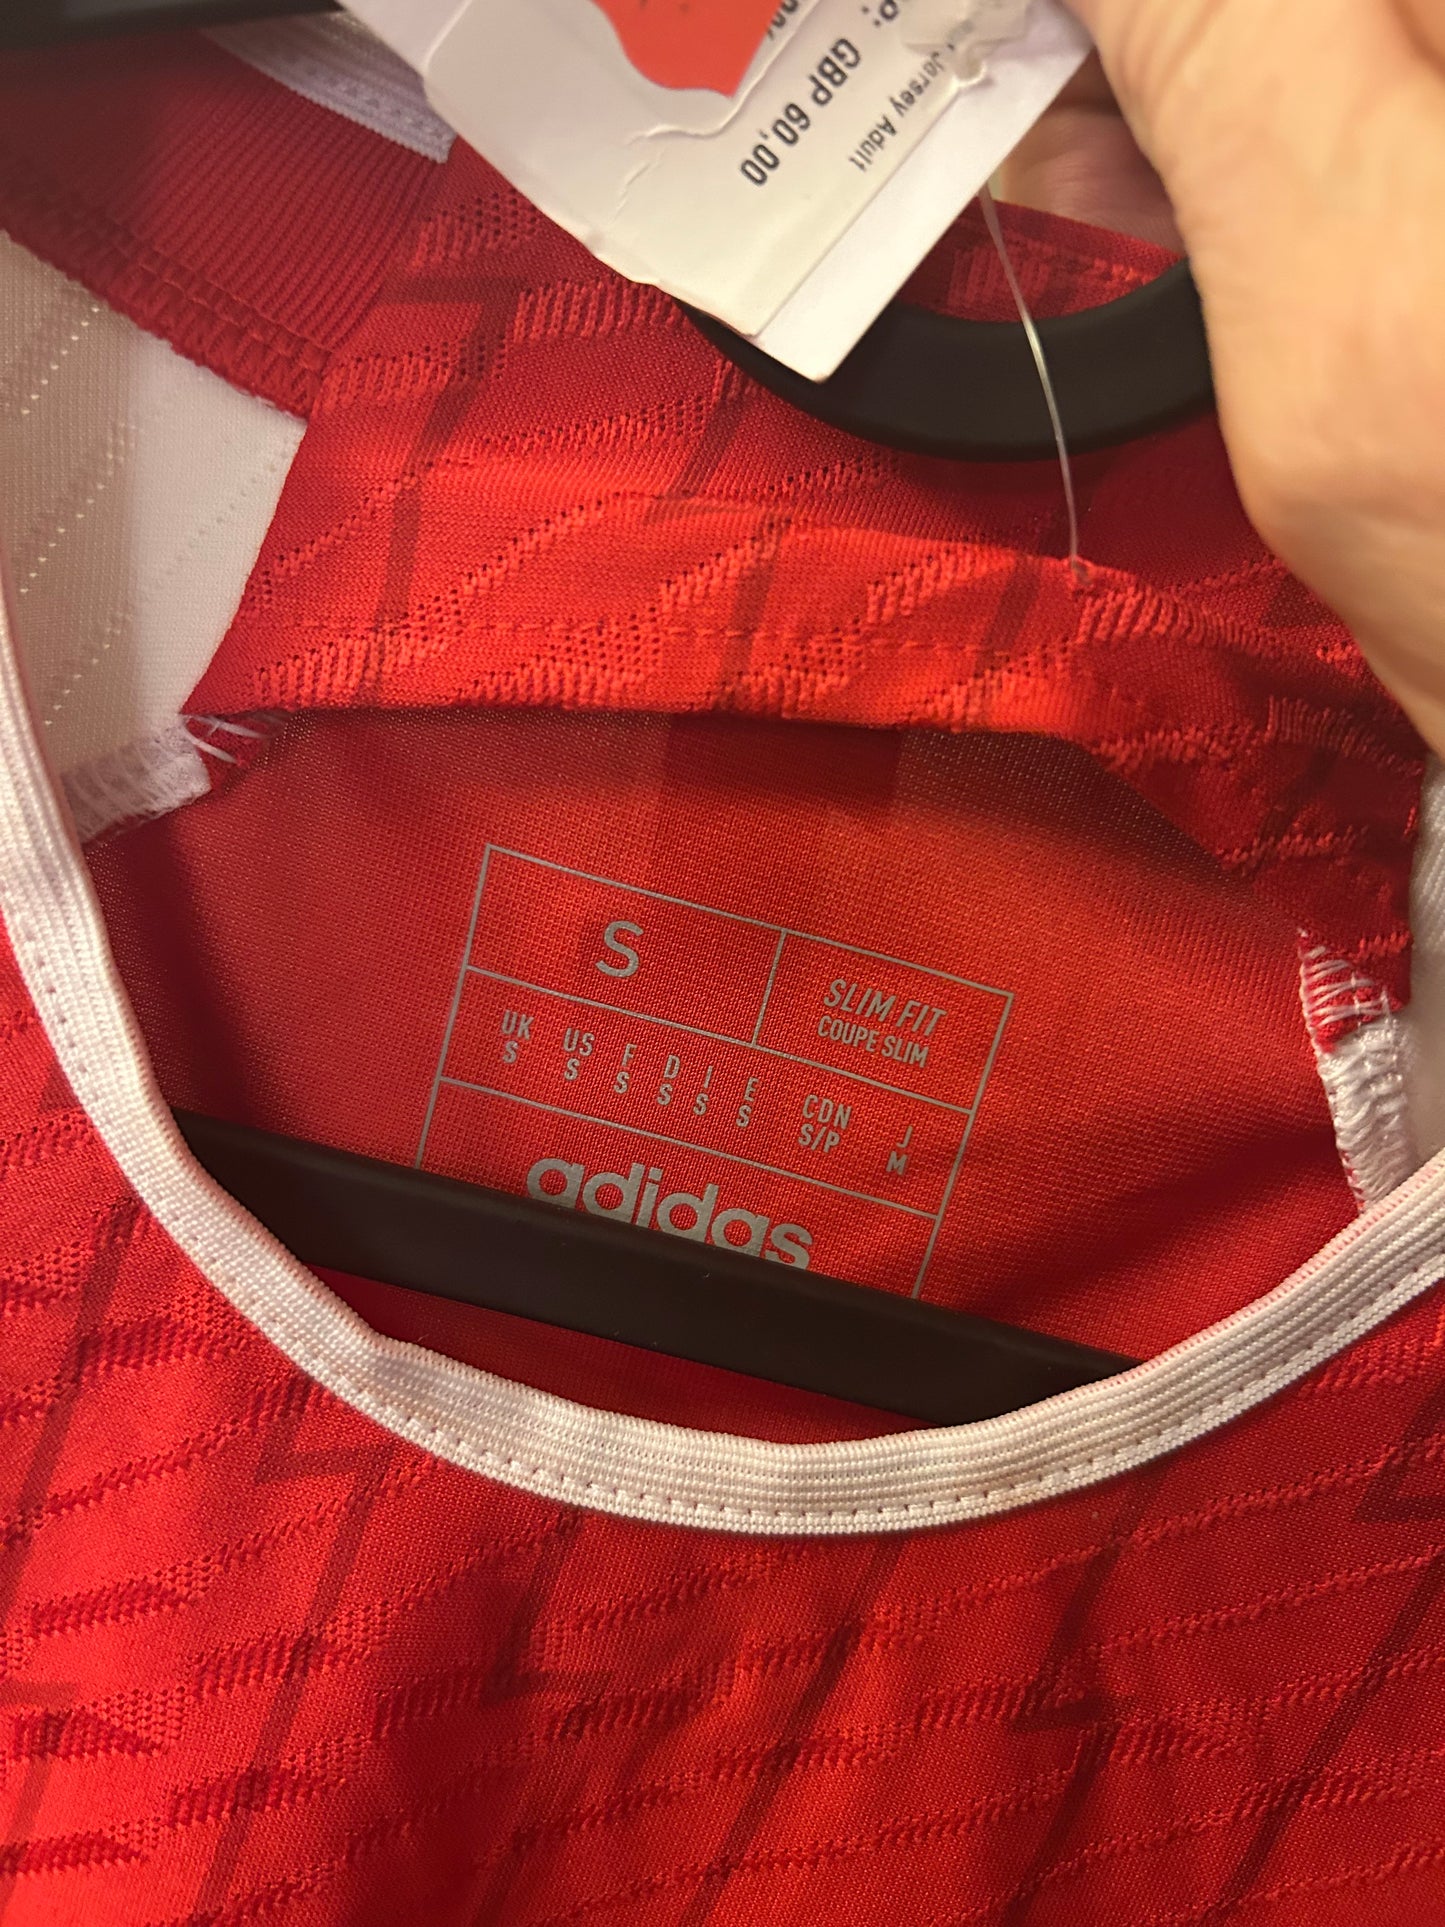 GBP 60,00
Jersey Adult
S
SLIM FIT
COUPE SLIM
UK US F D I E CDN J
S S S S S S S/P M
adidas